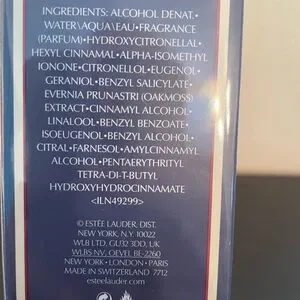 INGREDIENTS: ALCOHOL DENAT.•
WATER\AQUA\EAU•FRAGRANCE
(PARFUM)•HYDROXYCITRONELLAL•
HEXYL CINNAMAL•ALPHA-ISOMETHYL
IONONE•CITRONELLOL•EUGENOL•
GERANIOL•BENZYL SALICYLATE•
EVERNIA PRUNASTRI (OAKMOSS)
EXTRACT•CINNAMYL ALCOHOL•
LINALOOL•BENZYL BENZOATE•
ISOEUGENOL•BENZYL ALCOHOL•
CITRAL•FARNESOL•AMYLCINNAMYL
ALCOHOL•PENTAERYTHRITYL
TETRA-DI-T-BUTYL
HYDROXYHYDROCINNAMATE
<ILN49299>
© ESTĒE LAUDER, DIST.
NEW YORK, N.Y. 10022
WLB LTD, GU32 3DD, UK
WLBS NV, OEVEL BE-2260
NEW YORK • LONDON • PARIS
MADE IN SWITZERLAND 7712
esteelauder.com